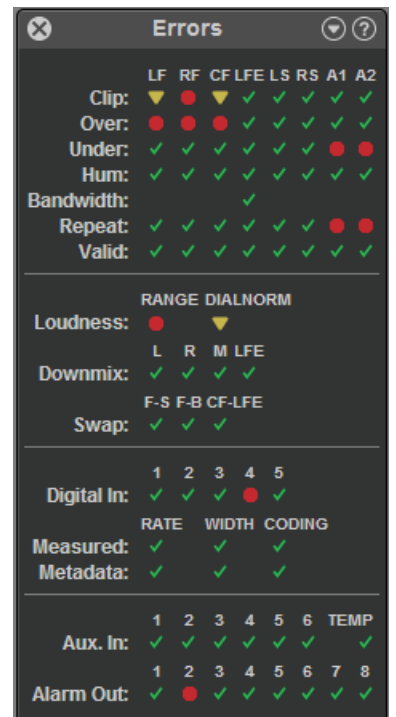 Errors ?
LF RF CF LFE LS RS A1 A2
Clip:
Over:
Under:
Hum:
Bandwidth:
Repeat:
Valid:
RANGE DIALNORM
Loudness:
L R M LFE
Downmix:
F-S F-B CF-LFE
Swap:
1 2 3 4 5
Digital In:
RATE WIDTH CODING
Measured:
Metadata:
1 2 3 4 5 6 TEMP
Aux. In:
1 2 3 4 5 6 7 8
Alarm Out: